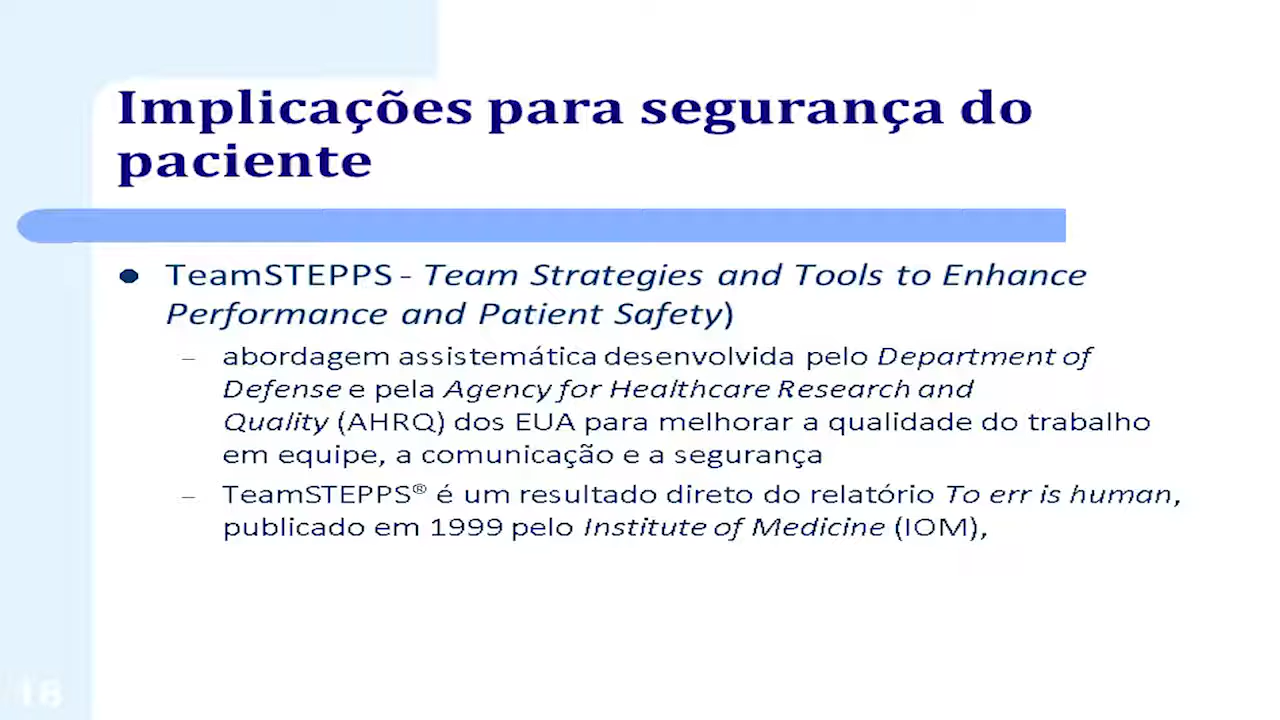 Implicações para segurança do
paciente
● TeamSTEPPS - Team Strategies and Tools to Enhance
Performance and Patient Safety)
– abordagem assistemática desenvolvida pelo Department of
Defense e pela Agency for Healthcare Research and
Quality (AHRQ) dos EUA para melhorar a qualidade do trabalho
em equipe, a comunicação e a segurança
– TeamSTEPPS® é um resultado direto do relatório To err is human,
publicado em 1999 pelo Institute of Medicine (IOM),